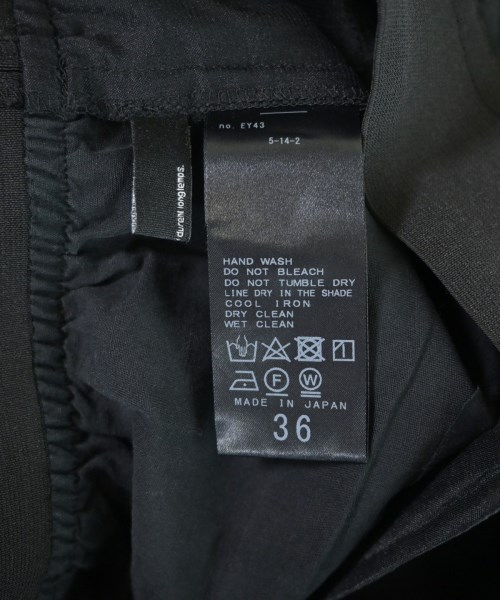 no. EY43
5-14-2
HAND WASH
DO NOT BLEACH
DO NOT TUMBLE DRY
LINE DRY IN THE SHADE
COOL IRON
DRY CLEAN
WET CLEAN
F
W
MADE IN JAPAN
36